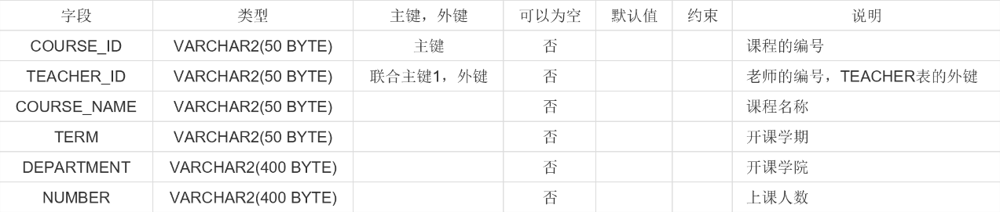 字段 类型 主键，外键 可以为空 默认值 约束 说明
COURSE_ID VARCHAR2(50 BYTE) 主键 否 课程的编号
TEACHER_ID VARCHAR2(50 BYTE) 联合主键1，外键 否 老师的编号，TEACHER表的外键
COURSE_NAME VARCHAR2(50 BYTE) 否 课程名称
TERM VARCHAR2(50 BYTE) 否 开课学期
DEPARTMENT VARCHAR2(400 BYTE) 否 开课学院
NUMBER VARCHAR2(400 BYTE) 否 上课人数